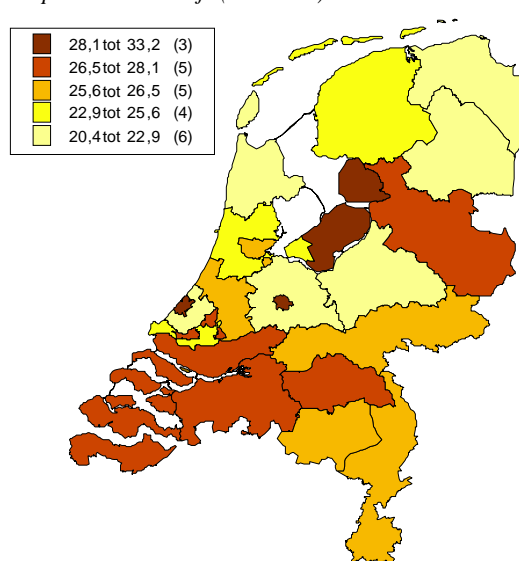 28,1 tot 33,2 (3)
26,5 tot 28,1 (5)
25,6 tot 26,5 (5)
22,9 tot 25,6 (4)
20,4 tot 22,9 (6)